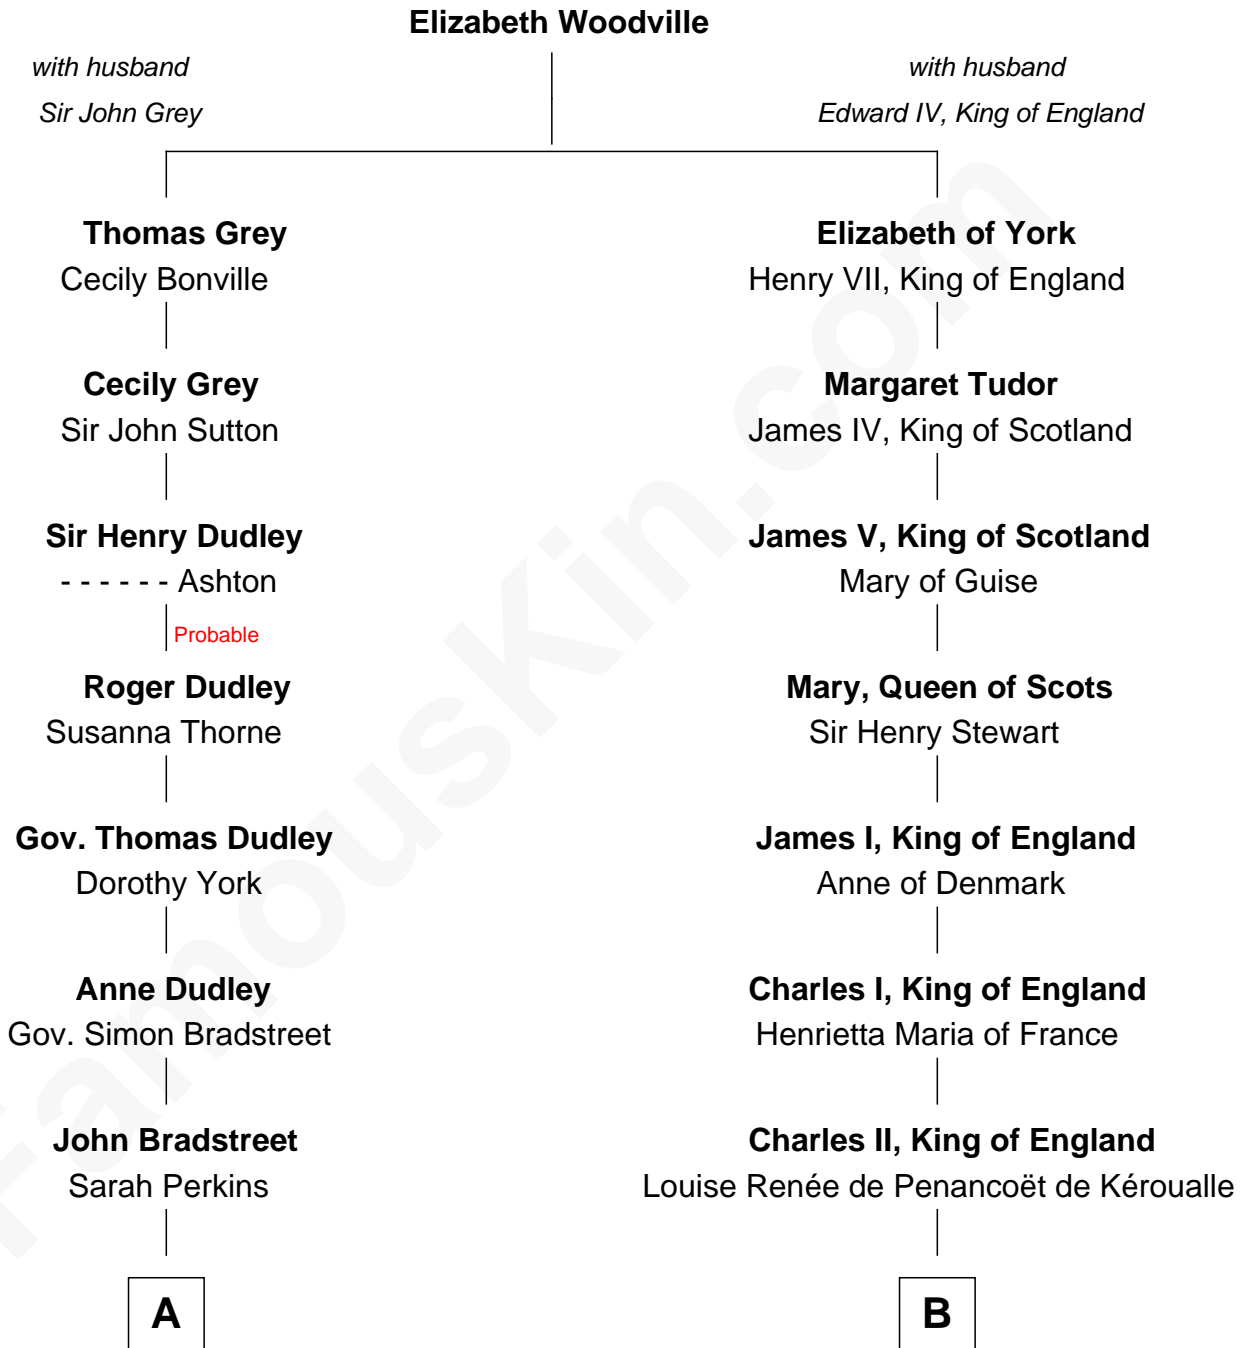 Elizabeth Woodville
with husband
Sir John Grey
with husband
Edward IV, King of England
Thomas Grey
Cecily Bonville
Elizabeth of York
Henry VII, King of England
Cecily Grey
Sir John Sutton
Margaret Tudor
James IV, King of Scotland
Sir Henry Dudley
- - - - - - Ashton
Probable
James V, King of Scotland
Mary of Guise
Roger Dudley
Susanna Thorne
Mary, Queen of Scots
Sir Henry Stewart
Gov. Thomas Dudley
Dorothy York
James I, King of England
Anne of Denmark
Anne Dudley
Gov. Simon Bradstreet
Charles I, King of England
Henrietta Maria of France
John Bradstreet
Sarah Perkins
Charles II, King of England
Louise Renée de Penancoët de Kéroualle
A
B
FamousKin.com